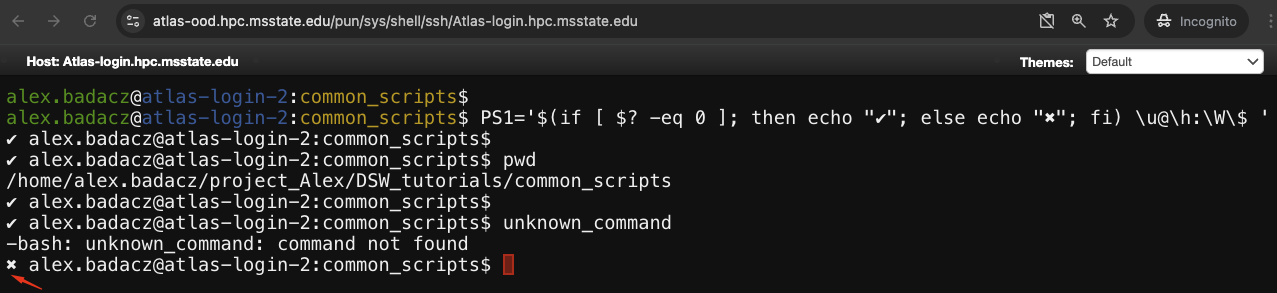 atlas-ood.hpc.msstate.edu/pun/sys/shell/ssh/Atlas-login.hpc.msstate.edu
Incognito
Host: Atlas-login.hpc.msstate.edu
Themes: Default
alex.badacz@atlas-login-2:common_scripts$
alex.badacz@atlas-login-2:common_scripts$ PS1='$(if [ $? -eq 0 ]; then echo "✔"; else echo "✖"; fi) \u@\h:\W\$ '
✔ alex.badacz@atlas-login-2:common_scripts$
✔ alex.badacz@atlas-login-2:common_scripts$ pwd
/home/alex.badacz/project_Alex/DSW_tutorials/common_scripts
✔ alex.badacz@atlas-login-2:common_scripts$
✔ alex.badacz@atlas-login-2:common_scripts$ unknown_command
-bash: unknown_command: command not found
✖ alex.badacz@atlas-login-2:common_scripts$